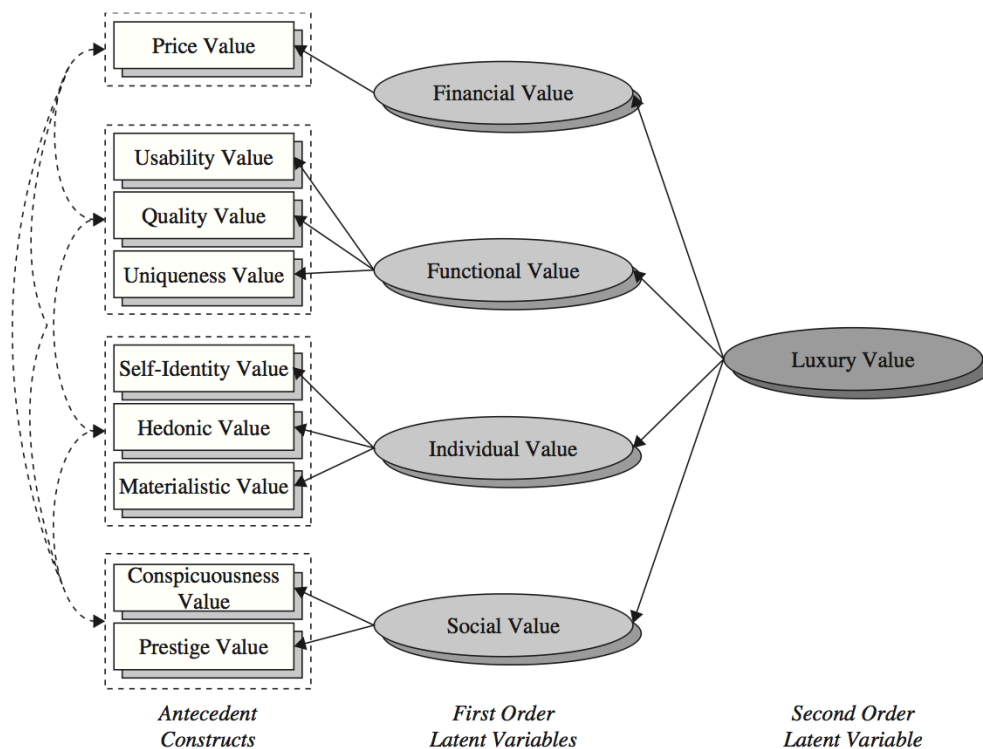 Price Value
Financial Value
Usability Value
Quality Value
Uniqueness Value
Functional Value
Luxury Value
Self-Identity Value
Hedonic Value
Materialistic Value
Individual Value
Conspicuousness
Value
Prestige Value
Social Value
Antecedent
Constructs
First Order
Latent Variables
Second Order
Latent Variable